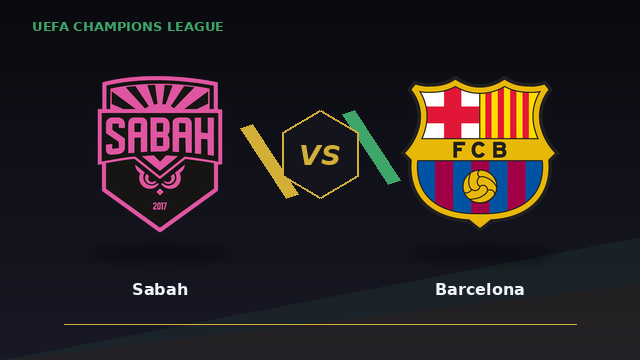 UEFA CHAMPIONS LEAGUE
SABAH
2017
VS
FCB
Sabah
Barcelona